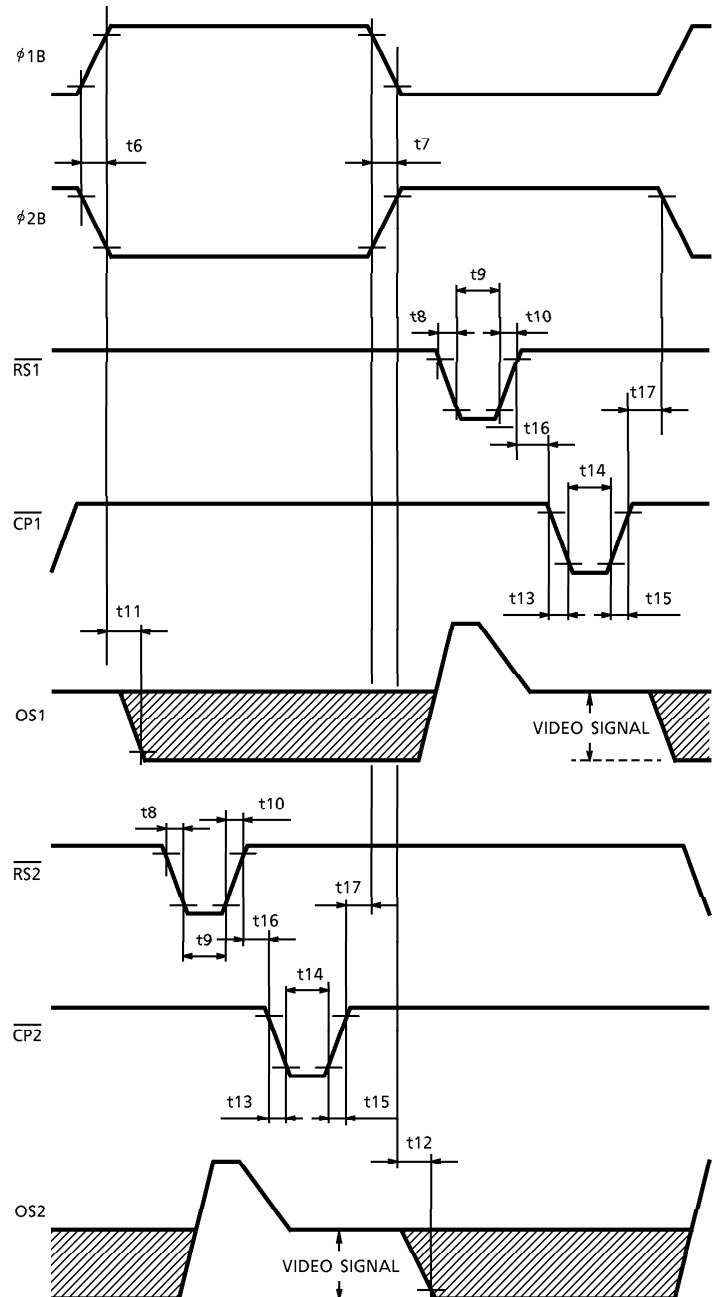 ϕ1B
t6
t7
ϕ2B
t9
t8
t10
RS1
t17
t16
t14
CP1
t13
t15
t11
OS1
VIDEO SIGNAL
t8
t10
RS2
t17
t9
t16
t14
CP2
t13
t15
t12
OS2
VIDEO SIGNAL